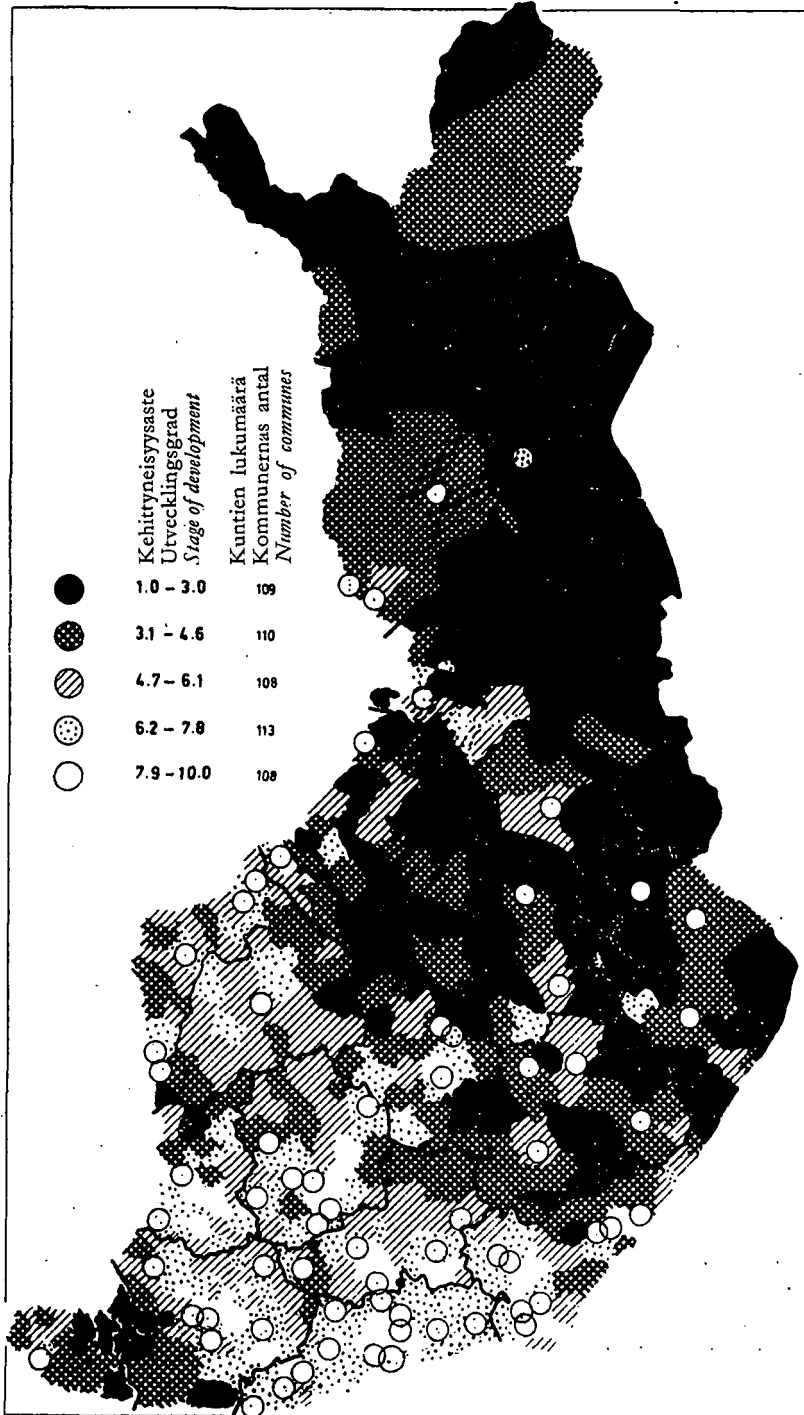 Kehittyneisyysaste
Utvecklingsgrad
Stage of development
Kuntien lukumäärä
Kommunernas antal
Number of communes
1.0 – 3.0 109
3.1 – 4.6 110
4.7 – 6.1 108
6.2 – 7.8 113
7.9 – 10.0 108